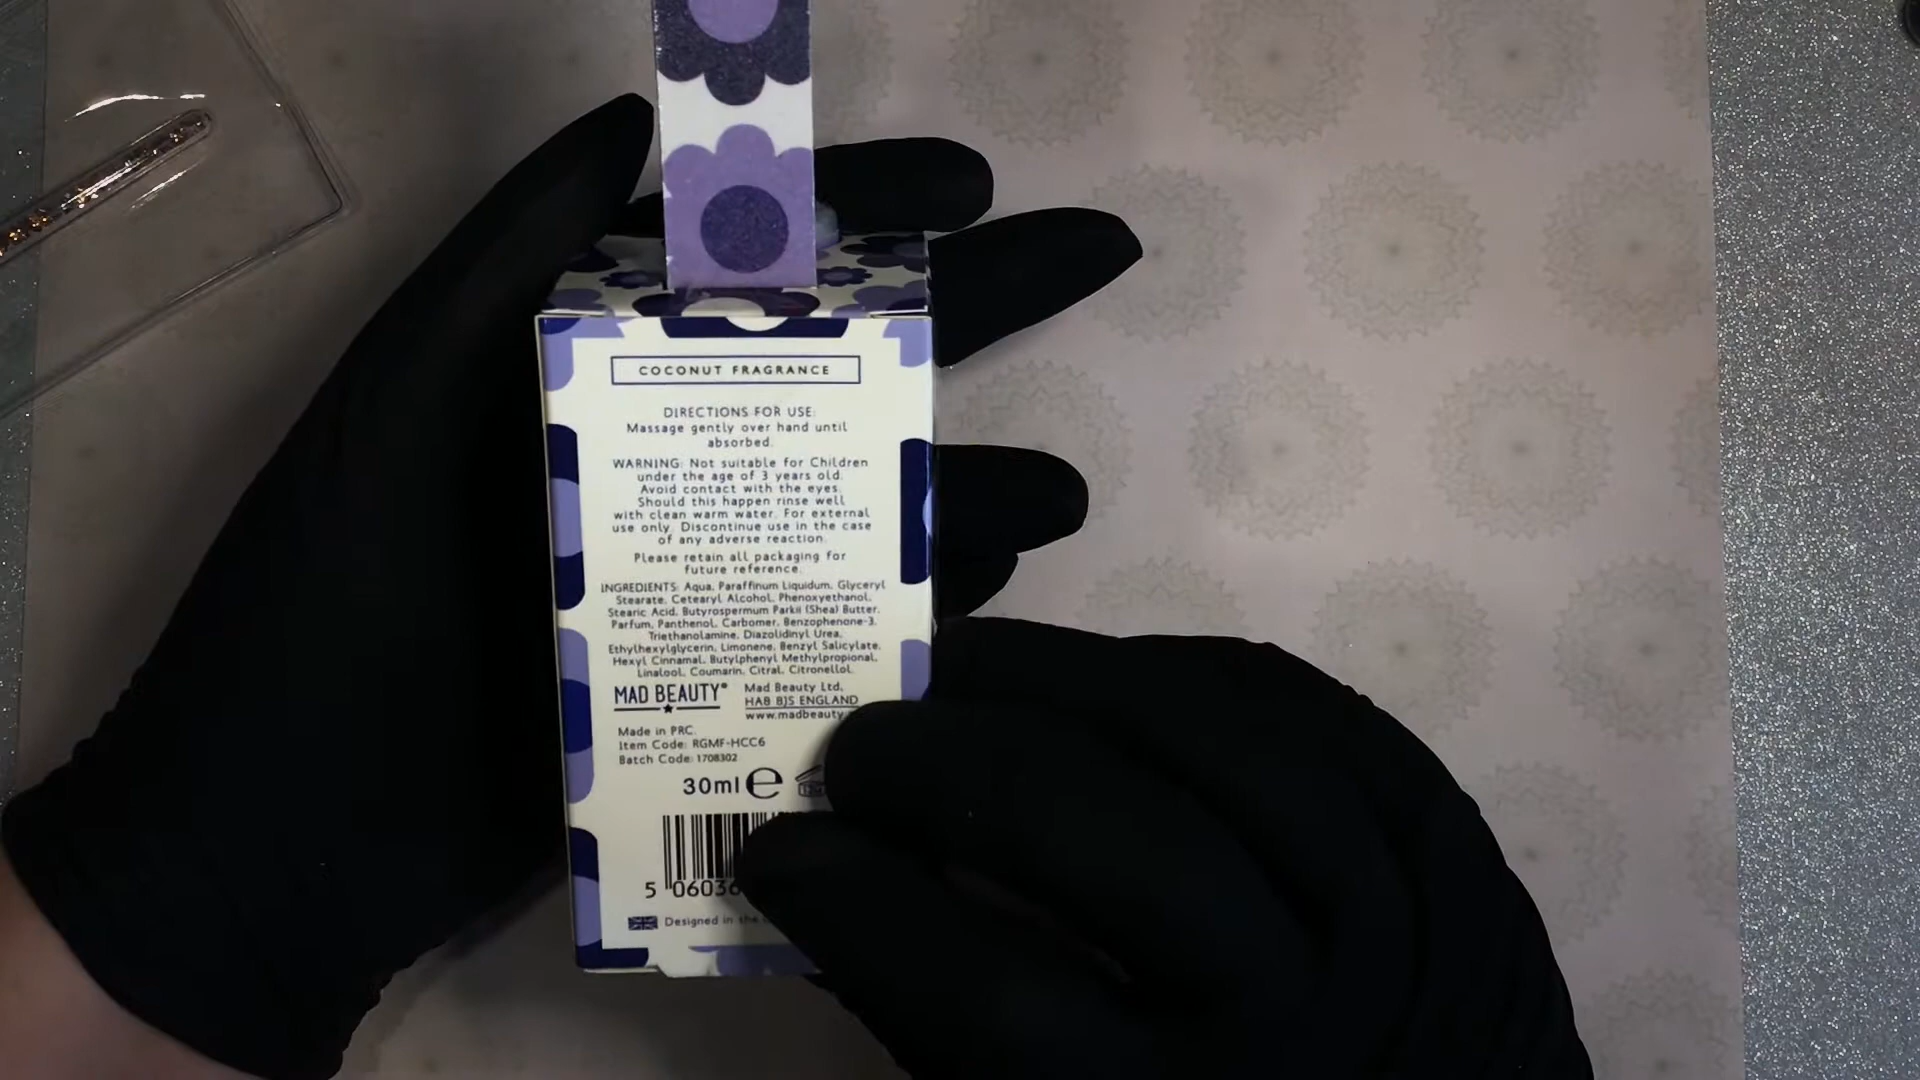 COCONUT FRAGRANCE
DIRECTIONS FOR USE:
Massage gently over hand until
absorbed.
WARNING: Not suitable for Children
under the age of 3 years old.
Avoid contact with the eyes.
Should this happen rinse well
with clean warm water. For external
use only. Discontinue use in the case
of any adverse reaction.
Please retain all packaging for
future reference.
INGREDIENTS: Aqua, Paraffinum Liquidum, Glyceryl
Stearate, Cetearyl Alcohol, Phenoxyethanol,
Stearic Acid, Butyrospermum Parkii (Shea) Butter,
Parfum, Panthenol, Carbomer, Benzophenone-3,
Triethanolamine, Diazolidinyl Urea,
Ethylhexylglycerin, Limonene, Benzyl Salicylate,
Hexyl Cinnamal, Butylphenyl Methylpropional,
Linalool, Coumarin, Citral, Citronellol.
MAD BEAUTY®
Mad Beauty Ltd,
HA8 BJS ENGLAND
www.madbeauty
Made in PRC.
Item Code: RGMF-HCC6
Batch Code: 1708302
30ml e
5 06036
Designed in the